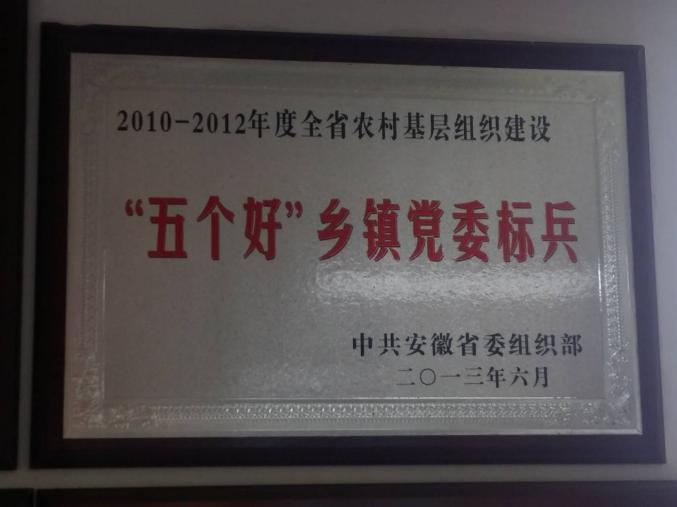 2010-2012年度全省农村基层组织建设
“五个好”乡镇党委标兵
中共安徽省委组织部
二〇一三年六月